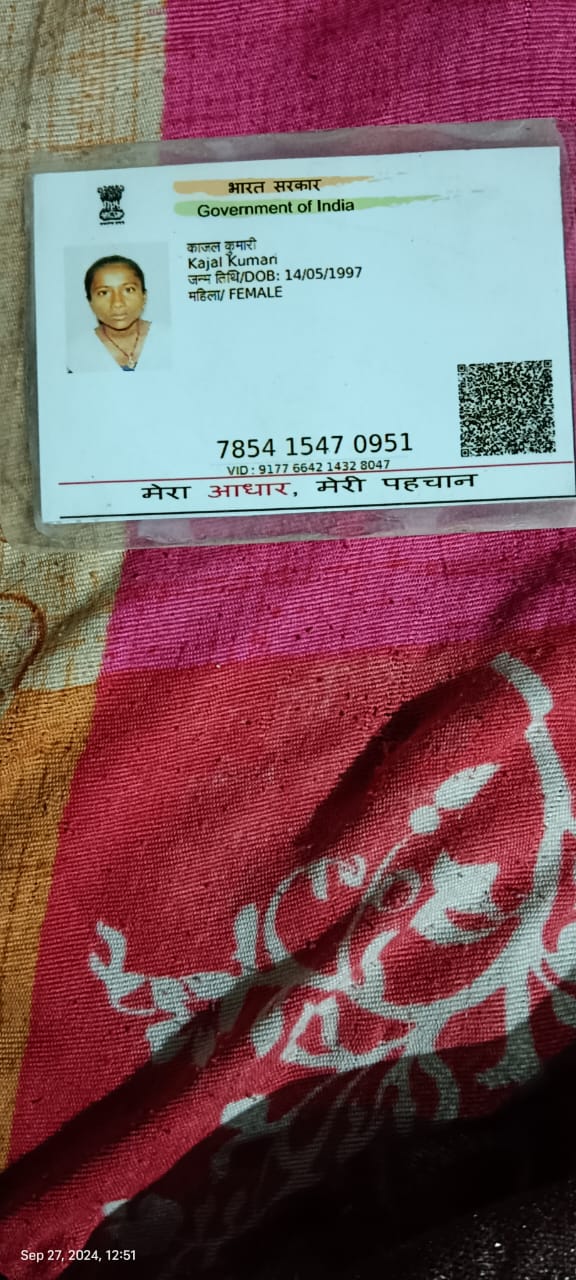 भारत सरकार
Government of India
काजल कुमारी
Kajal Kumari
जन्म तिथि/DOB: 14/05/1997
महिला/ FEMALE
7854 1547 0951
VID : 9177 6642 1432 8047
मेरा आधार, मेरी पहचान
Sep 27, 2024, 12:51